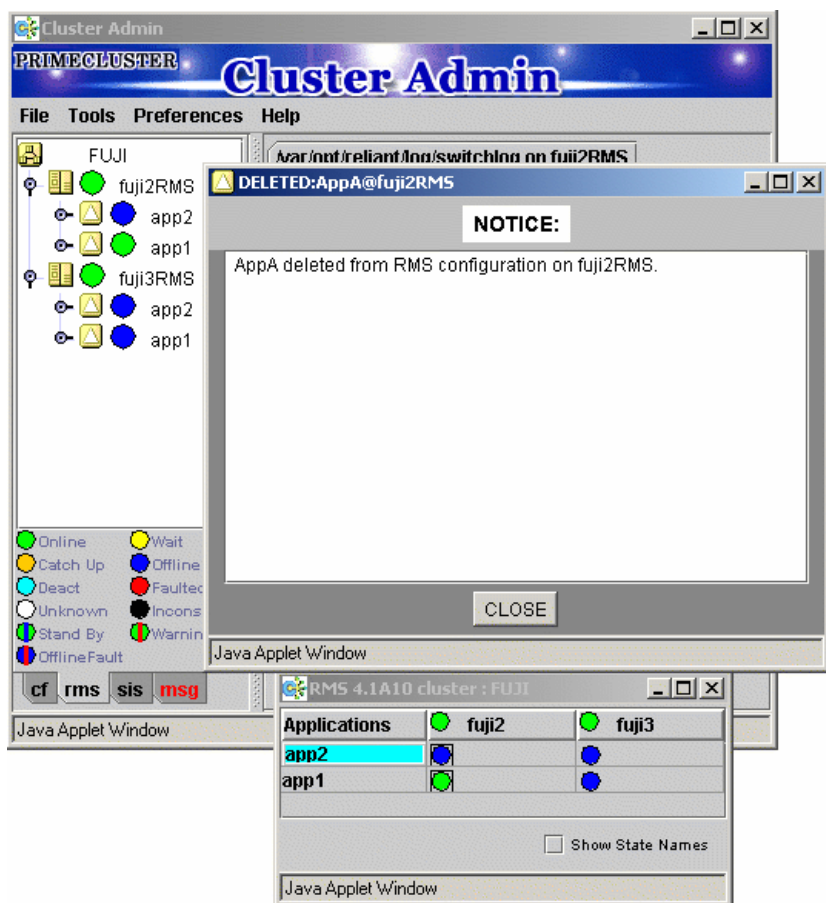 Cluster Admin
PRIMECLUSTER
Cluster Admin
File Tools Preferences Help
FUJI
fuji2RMS
app2
app1
fuji3RMS
app2
app1
/var/opt/reliant/log/switchlog on fuji2RMS
DELETED:AppA@fuji2RMS
NOTICE:
AppA deleted from RMS configuration on fuji2RMS.
CLOSE
Java Applet Window
Online Wait
Catch Up Offline
Deact Faulted
Unknown Incons
Stand By Warnin
OfflineFault
cf rms sis msg
Java Applet Window
RMS 4.1A10 cluster : FUJI
Applications fuji2 fuji3
app2
app1
Show State Names
Java Applet Window